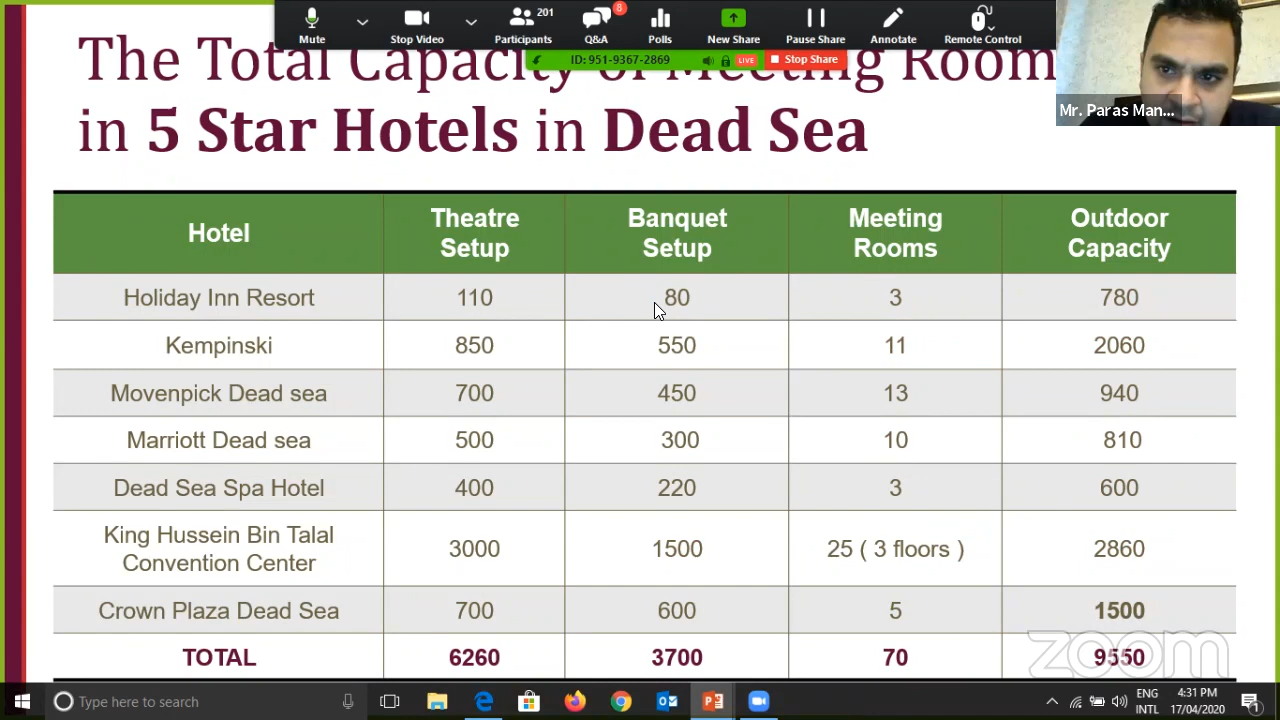 201
8
Mute
Stop Video
Participants
Q&A
Polls
New Share
Pause Share
Annotate
Remote Control
ID: 951-9367-2869
LIVE
Stop Share
Mr. Paras Man...
The Total Capacity of Meeting Room
in 5 Star Hotels in Dead Sea
Hotel Theatre Setup Banquet Setup Meeting Rooms Outdoor Capacity
Holiday Inn Resort 110 80 3 780
Kempinski 850 550 11 2060
Movenpick Dead sea 700 450 13 940
Marriott Dead sea 500 300 10 810
Dead Sea Spa Hotel 400 220 3 600
King Hussein Bin Talal
Convention Center 3000 1500 25 ( 3 floors ) 2860
Crown Plaza Dead Sea 700 600 5 1500
TOTAL 6260 3700 70 9550
zoom
Type here to search
ENG
INTL
4:31 PM
17/04/2020
1